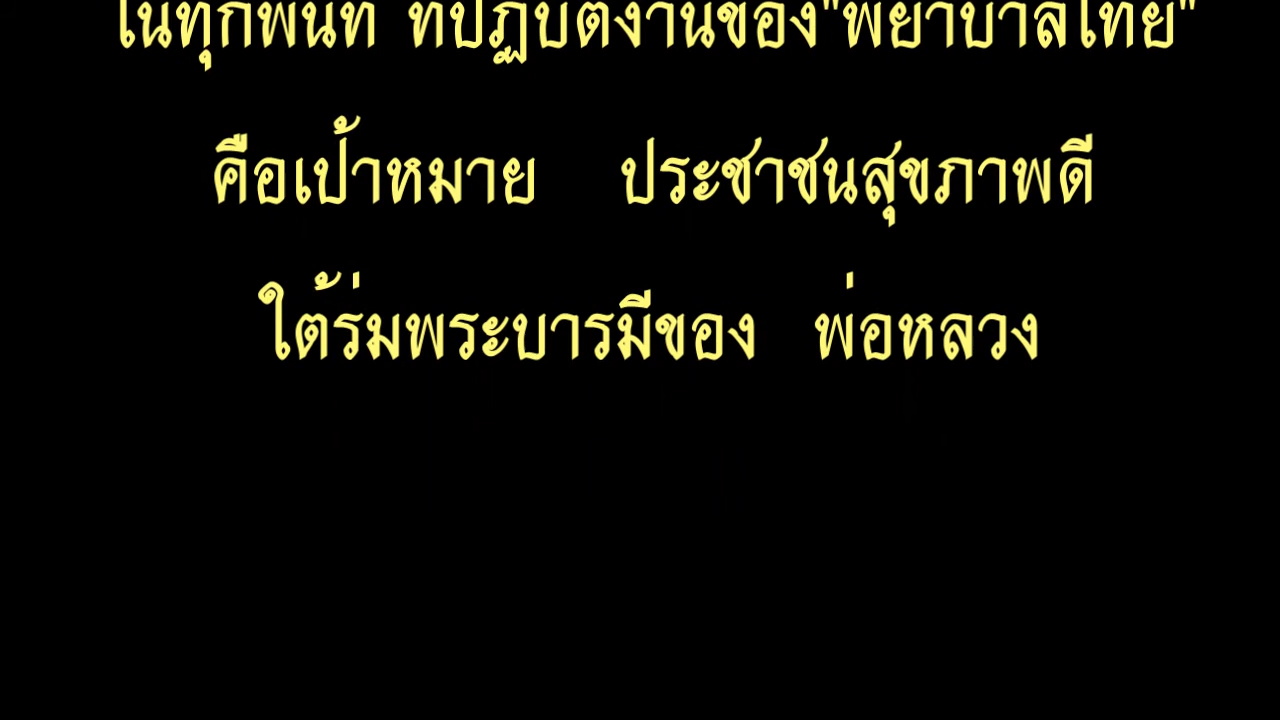 ในทุกพื้นที่ ที่ปฏิบัติงานของ"พยาบาลไทย"
คือเป้าหมาย ประชาชนสุขภาพดี
ใต้ร่มพระบารมีของ พ่อหลวง